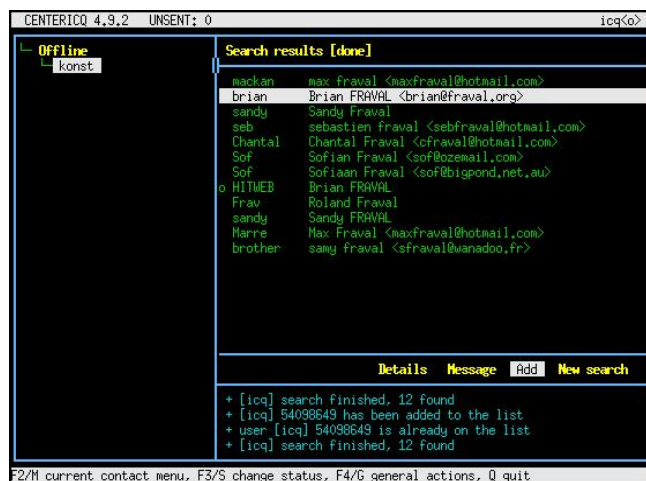 CENTERICQ 4.9.2 UNSENT: 0 icq<o>
Offline
konst
Search results [done]
mackan max fraval <maxfraval@hotmail.com>
brian Brian FRAVAL <brian@fraval.org>
sandy Sandy Fraval
seb sebastien fraval <sebfraval@hotmail.com>
Chantal Chantal Fraval <cfraval@hotmail.com>
Sof Sofian Fraval <sof@ozemail.com>
Sof Sofiaan Fraval <sof@bigpond.net.au>
o HITWEB Brian FRAVAL
Frav Roland Fraval
sandy Sandy FRAVAL
Marre Max Fraval <maxfraval@hotmail.com>
brother samy fraval <sfraval@wanadoo.fr>
Details Message Add New search
+ [icq] search finished, 12 found
+ [icq] 54098649 has been added to the list
+ user [icq] 54098649 is already on the list
+ [icq] search finished, 12 found
F2/M current contact menu, F3/S change status, F4/G general actions, Q quit